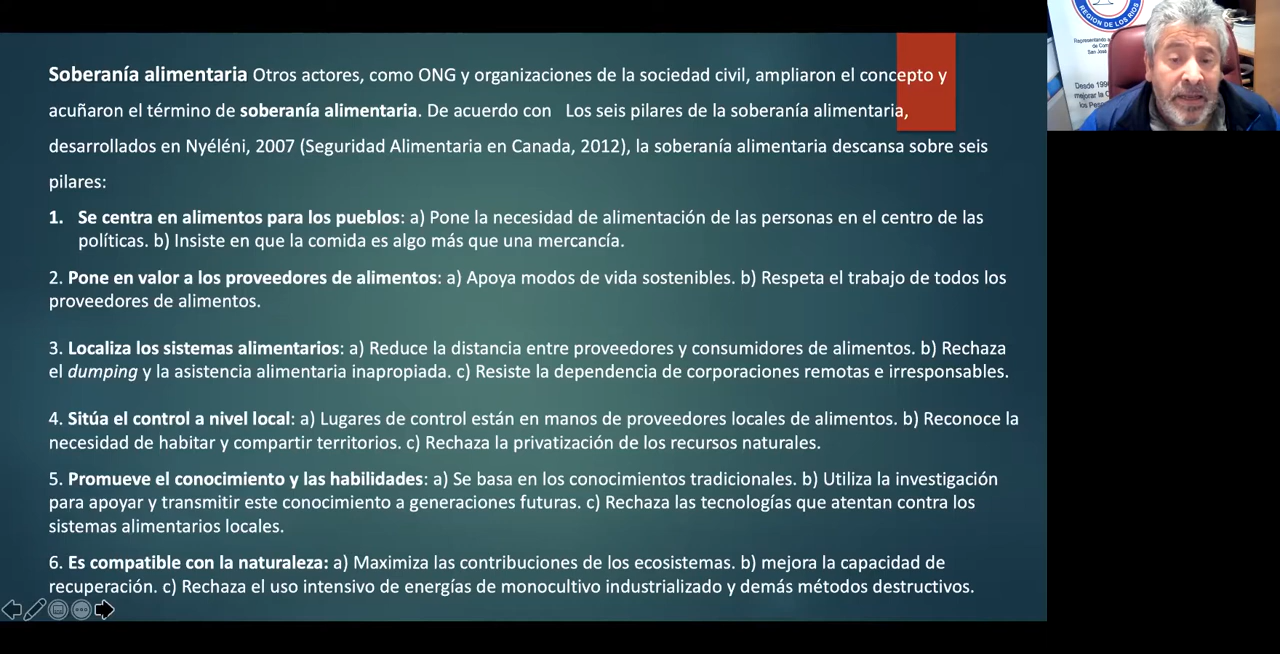 Soberanía alimentaria Otros actores, como ONG y organizaciones de la sociedad civil, ampliaron el concepto y
acuñaron el término de soberanía alimentaria. De acuerdo con Los seis pilares de la soberanía alimentaria,
desarrollados en Nyéléni, 2007 (Seguridad Alimentaria en Canada, 2012), la soberanía alimentaria descansa sobre seis
pilares:
1. Se centra en alimentos para los pueblos: a) Pone la necesidad de alimentación de las personas en el centro de las
políticas. b) Insiste en que la comida es algo más que una mercancía.
2. Pone en valor a los proveedores de alimentos: a) Apoya modos de vida sostenibles. b) Respeta el trabajo de todos los
proveedores de alimentos.
3. Localiza los sistemas alimentarios: a) Reduce la distancia entre proveedores y consumidores de alimentos. b) Rechaza
el dumping y la asistencia alimentaria inapropiada. c) Resiste la dependencia de corporaciones remotas e irresponsables.
4. Sitúa el control a nivel local: a) Lugares de control están en manos de proveedores locales de alimentos. b) Reconoce la
necesidad de habitar y compartir territorios. c) Rechaza la privatización de los recursos naturales.
5. Promueve el conocimiento y las habilidades: a) Se basa en los conocimientos tradicionales. b) Utiliza la investigación
para apoyar y transmitir este conocimiento a generaciones futuras. c) Rechaza las tecnologías que atentan contra los
sistemas alimentarios locales.
6. Es compatible con la naturaleza: a) Maximiza las contribuciones de los ecosistemas. b) mejora la capacidad de
recuperación. c) Rechaza el uso intensivo de energías de monocultivo industrializado y demás métodos destructivos.
REGION DE LOS RIOS
Representando a
de Com
San José
Desde 199
mejorar la C
los Pes